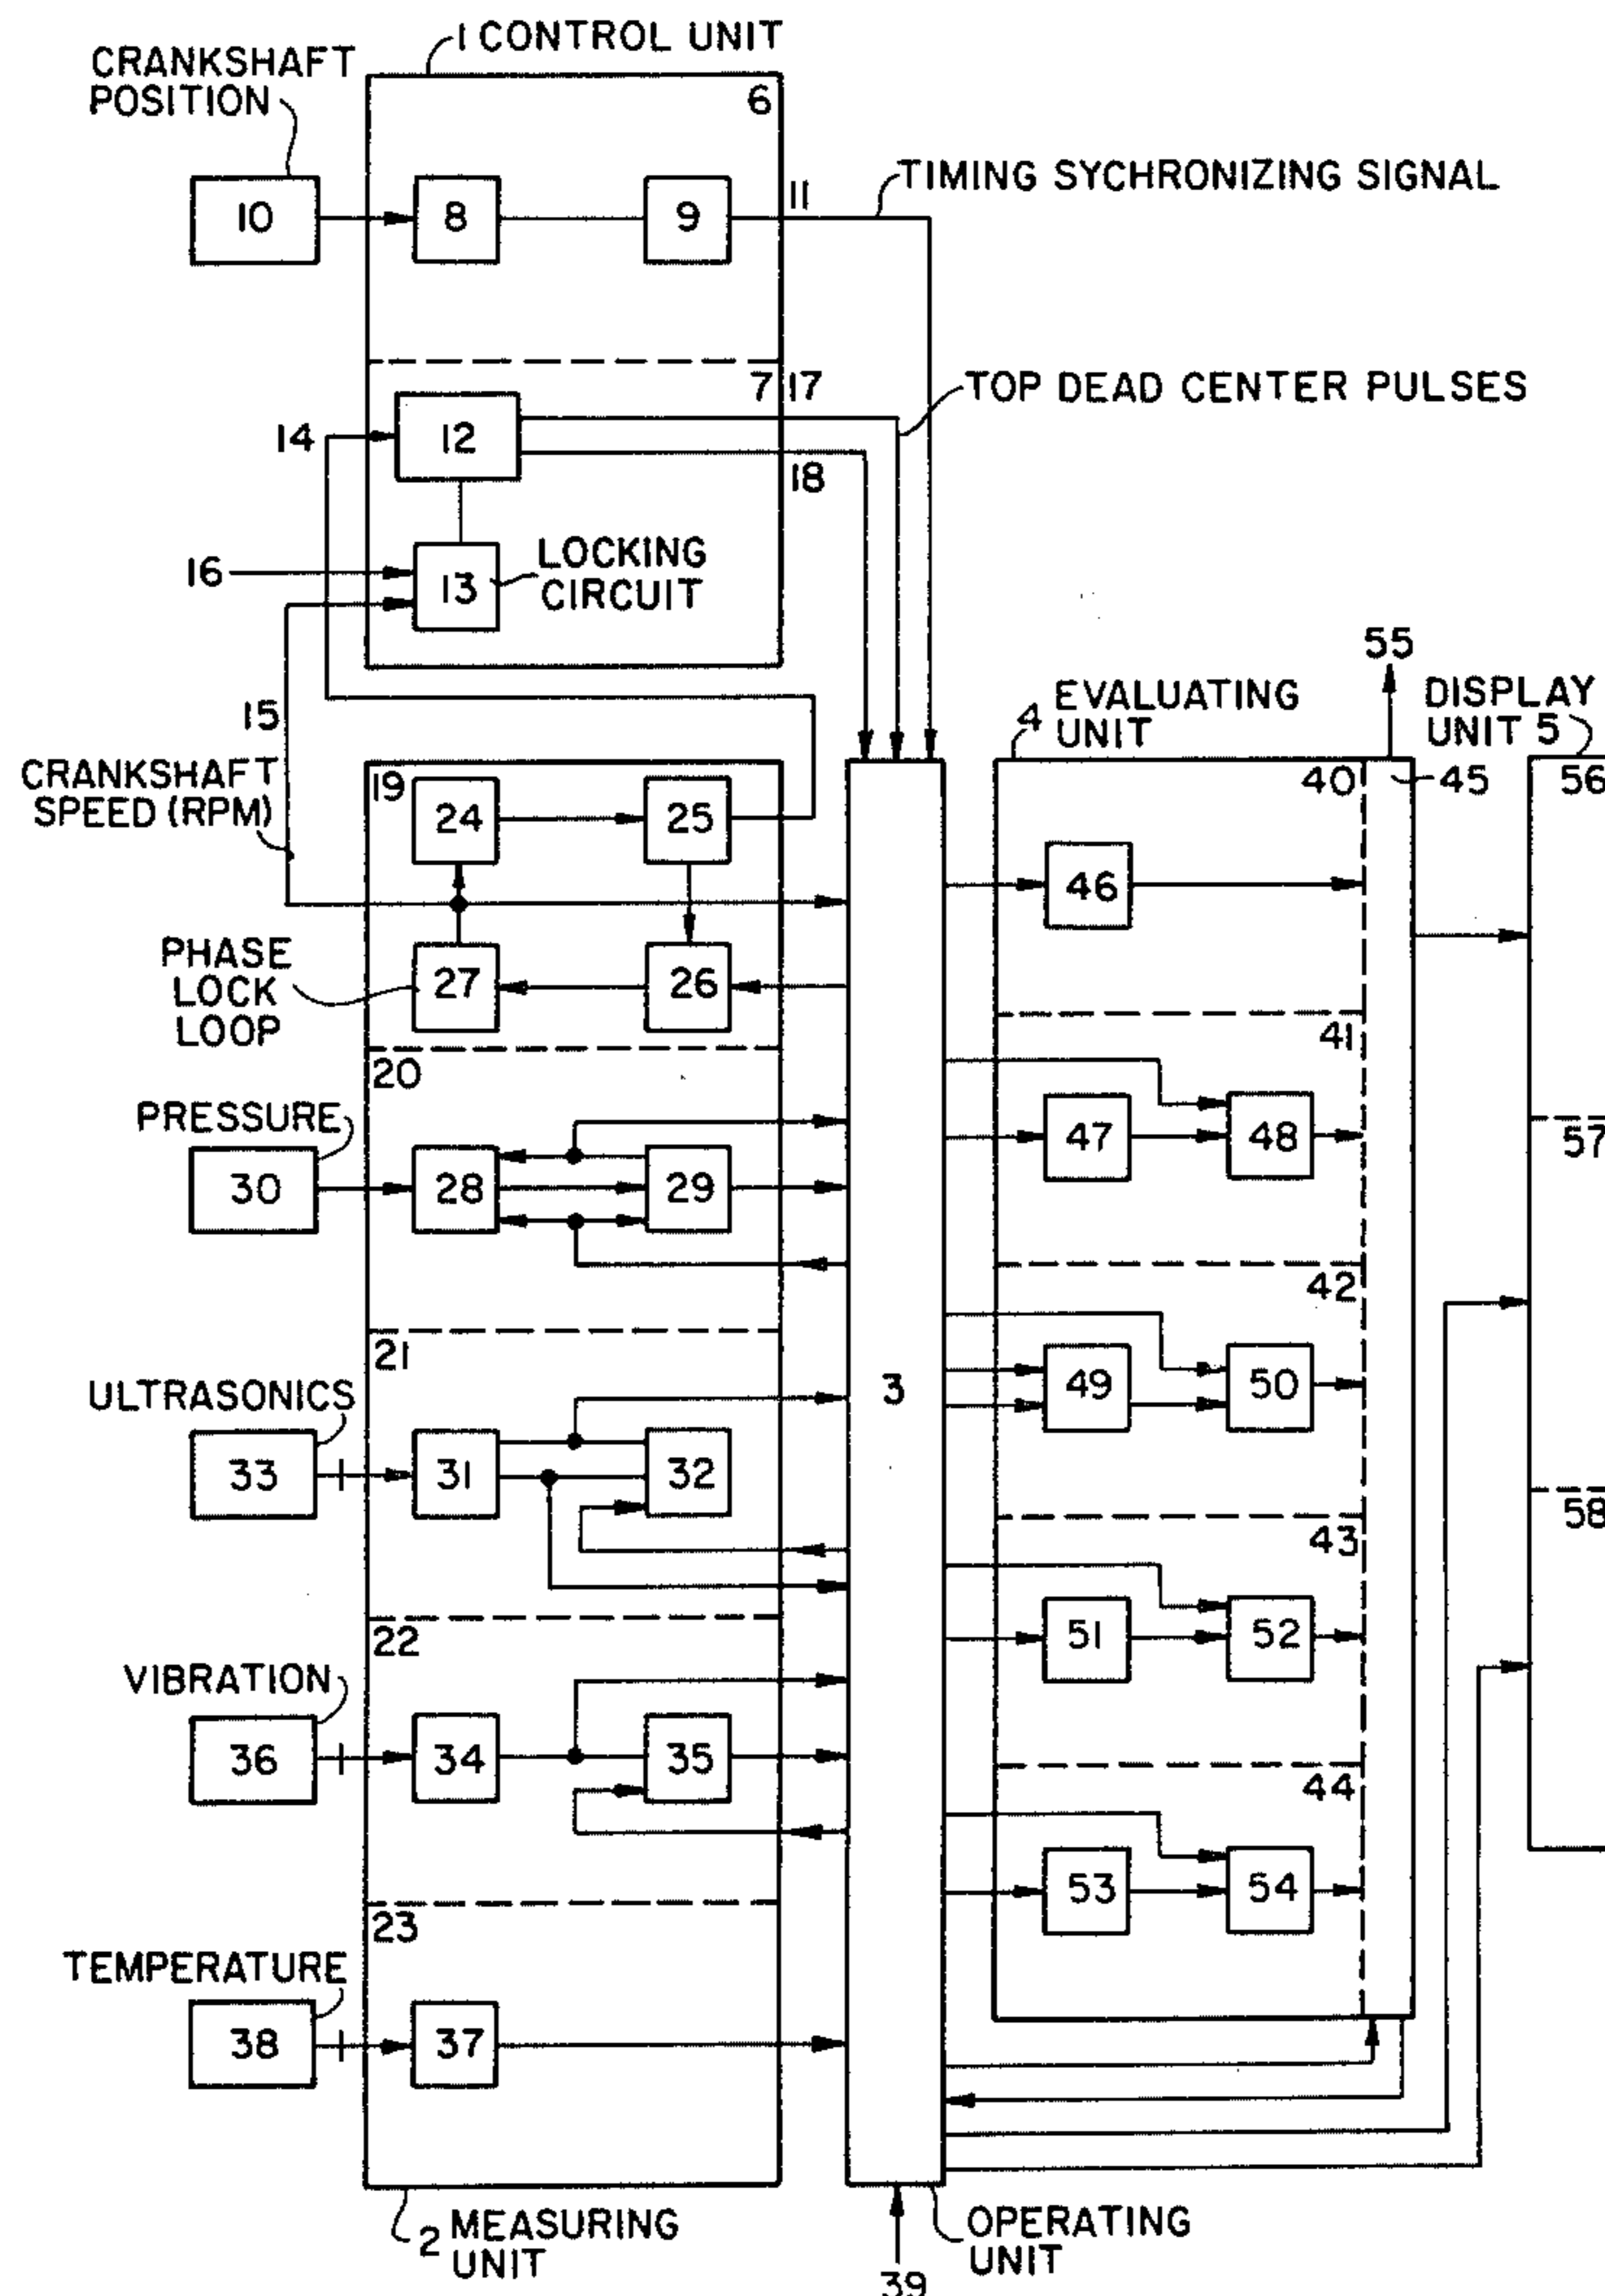 1 CONTROL UNIT
CRANKSHAFT
POSITION
6
10
8
9
11
TIMING SYCHRONIZING SIGNAL
7
17
TOP DEAD CENTER PULSES
14
12
18
16
13
LOCKING
CIRCUIT
15
CRANKSHAFT
SPEED (RPM)
19
24
25
PHASE
LOCK
LOOP
27
26
20
PRESSURE
30
28
29
21
ULTRASONICS
33
31
32
22
VIBRATION
36
34
35
23
TEMPERATURE
38
37
2 MEASURING
UNIT
3
OPERATING
UNIT
39
4 EVALUATING
UNIT
55
40
45
46
41
47
48
42
49
50
43
51
52
44
53
54
DISPLAY
UNIT 5
56
57
58